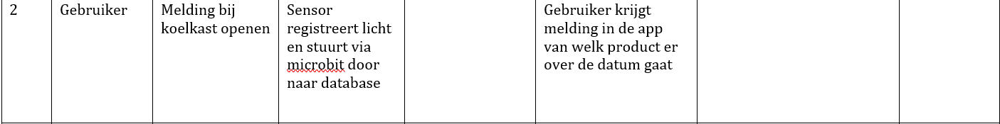 2
Gebruiker
Melding bij
koelkast openen
Sensor
registreert licht
en stuurt via
microbit door
naar database
Gebruiker krijgt
melding in de app
van welk product er
over de datum gaat